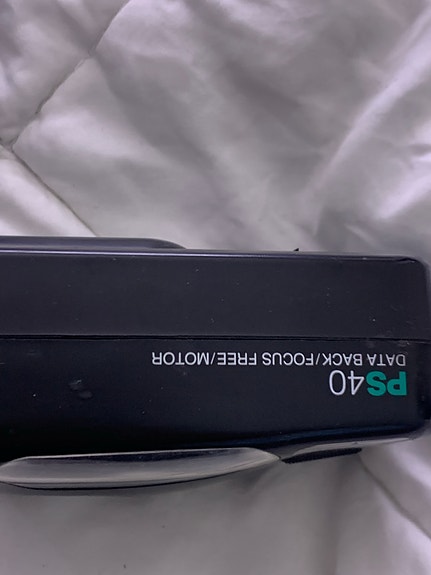 PS40
DATA BACK/FOCUS FREE/MOTOR